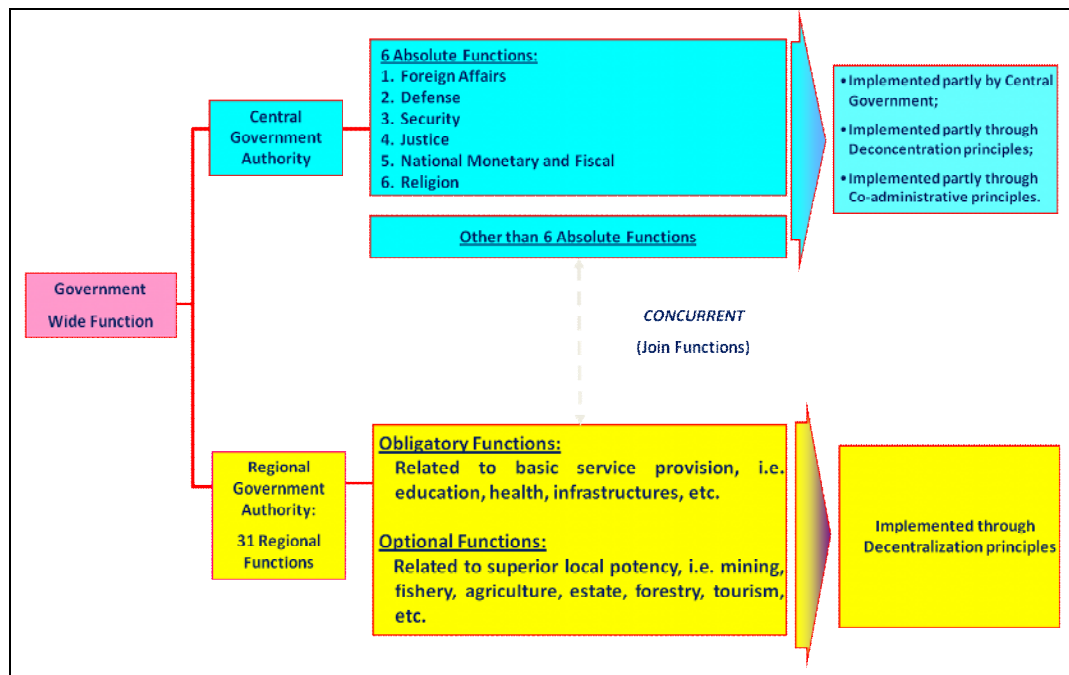 Government
Wide Function
Central
Government
Authority
6 Absolute Functions:
1. Foreign Affairs
2. Defense
3. Security
4. Justice
5. National Monetary and Fiscal
6. Religion
Other than 6 Absolute Functions
• Implemented partly by Central
Government;
• Implemented partly through
Deconcentration principles;
• Implemented partly through
Co-administrative principles.
CONCURRENT
(Join Functions)
Regional
Government
Authority:
31 Regional
Functions
Obligatory Functions:
Related to basic service provision, i.e.
education, health, infrastructures, etc.
Optional Functions:
Related to superior local potency, i.e. mining,
fishery, agriculture, estate, forestry, tourism,
etc.
Implemented through
Decentralization principles